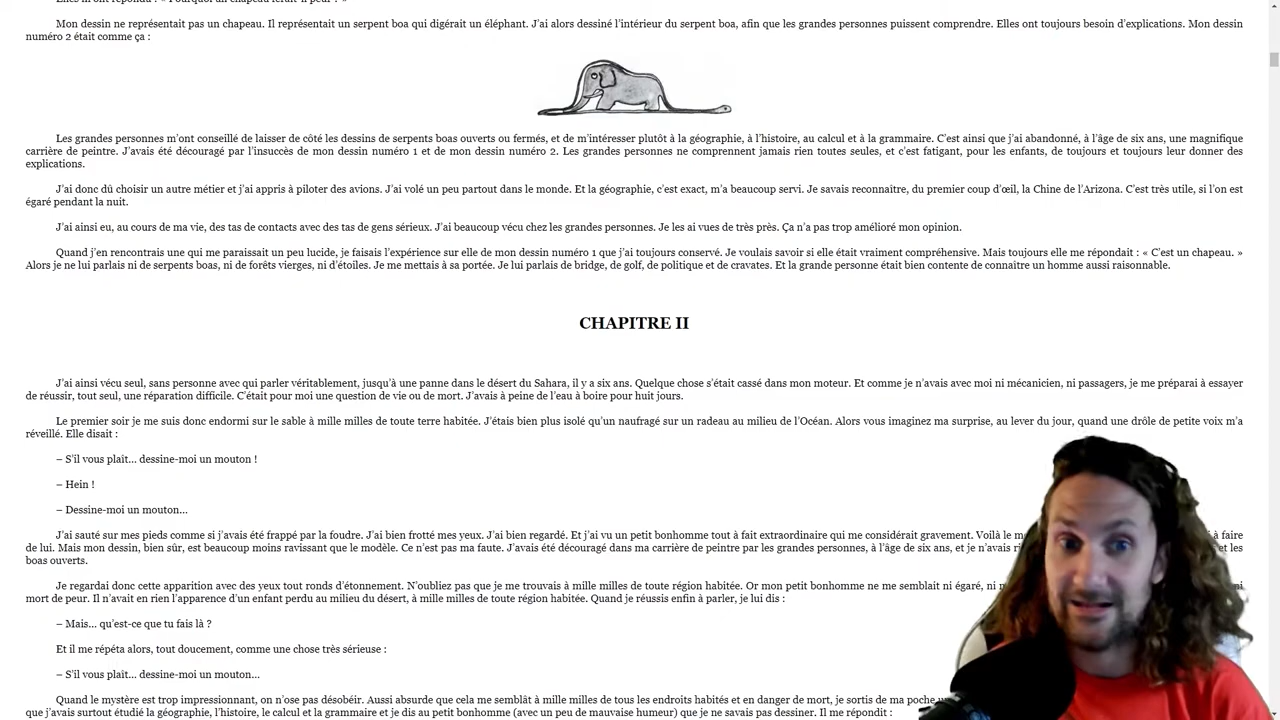 Mon dessin ne représentait pas un chapeau. Il représentait un serpent boa qui digérait un éléphant. J'ai alors dessiné l'intérieur du serpent boa, afin que les grandes personnes puissent comprendre. Elles ont toujours besoin d'explications. Mon dessin
numéro 2 était comme ça :
Les grandes personnes m'ont conseillé de laisser de côté les dessins de serpents boas ouverts ou fermés, et de m'intéresser plutôt à la géographie, à l'histoire, au calcul et à la grammaire. C'est ainsi que j'ai abandonné, à l'âge de six ans, une magnifique
carrière de peintre. J'avais été découragé par l'insuccès de mon dessin numéro 1 et de mon dessin numéro 2. Les grandes personnes ne comprennent jamais rien toutes seules, et c'est fatigant, pour les enfants, de toujours et toujours leur donner des
explications.
J'ai donc dû choisir un autre métier et j'ai appris à piloter des avions. J'ai volé un peu partout dans le monde. Et la géographie, c'est exact, m'a beaucoup servi. Je savais reconnaître, du premier coup d'œil, la Chine de l'Arizona. C'est très utile, si l'on est
égaré pendant la nuit.
J'ai ainsi eu, au cours de ma vie, des tas de contacts avec des tas de gens sérieux. J'ai beaucoup vécu chez les grandes personnes. Je les ai vues de très près. Ça n'a pas trop amélioré mon opinion.
Quand j'en rencontrais une qui me paraissait un peu lucide, je faisais l'expérience sur elle de mon dessin numéro 1 que j'ai toujours conservé. Je voulais savoir si elle était vraiment compréhensive. Mais toujours elle me répondait : « C'est un chapeau. »
Alors je ne lui parlais ni de serpents boas, ni de forêts vierges, ni d'étoiles. Je me mettais à sa portée. Je lui parlais de bridge, de golf, de politique et de cravates. Et la grande personne était bien contente de connaître un homme aussi raisonnable.
CHAPITRE II
J'ai ainsi vécu seul, sans personne avec qui parler véritablement, jusqu'à une panne dans le désert du Sahara, il y a six ans. Quelque chose s'était cassé dans mon moteur. Et comme je n'avais avec moi ni mécanicien, ni passagers, je me préparai à essayer
de réussir, tout seul, une réparation difficile. C'était pour moi une question de vie ou de mort. J'avais à peine de l'eau à boire pour huit jours.
Le premier soir je me suis donc endormi sur le sable à mille milles de toute terre habitée. J'étais bien plus isolé qu'un naufragé sur un radeau au milieu de l'Océan. Alors vous imaginez ma surprise, au lever du jour, quand une drôle de petite voix m'a
réveillé. Elle disait :
– S'il vous plaît… dessine-moi un mouton !
– Hein !
– Dessine-moi un mouton…
J'ai sauté sur mes pieds comme si j'avais été frappé par la foudre. J'ai bien frotté mes yeux. J'ai bien regardé. Et j'ai vu un petit bonhomme tout à fait extraordinaire qui me considérait gravement. Voilà le à faire
de lui. Mais mon dessin, bien sûr, est beaucoup moins ravissant que le modèle. Ce n'est pas ma faute. J'avais été découragé dans ma carrière de peintre par les grandes personnes, à l'âge de six ans, et je n'avais et les
boas ouverts.
Je regardai donc cette apparition avec des yeux tout ronds d'étonnement. N'oubliez pas que je me trouvais à mille milles de toute région habitée. Or mon petit bonhomme ne me semblait ni égaré, ni ni
mort de peur. Il n'avait en rien l'apparence d'un enfant perdu au milieu du désert, à mille milles de toute région habitée. Quand je réussis enfin à parler, je lui dis :
– Mais… qu'est-ce que tu fais là ?
Et il me répéta alors, tout doucement, comme une chose très sérieuse :
– S'il vous plaît… dessine-moi un mouton…
Quand le mystère est trop impressionnant, on n'ose pas désobéir. Aussi absurde que cela me semblât à mille milles de tous les endroits habités et en danger de mort, je sortis de ma poche
que j'avais surtout étudié la géographie, l'histoire, le calcul et la grammaire et je dis au petit bonhomme (avec un peu de mauvaise humeur) que je ne savais pas dessiner. Il me répondit :